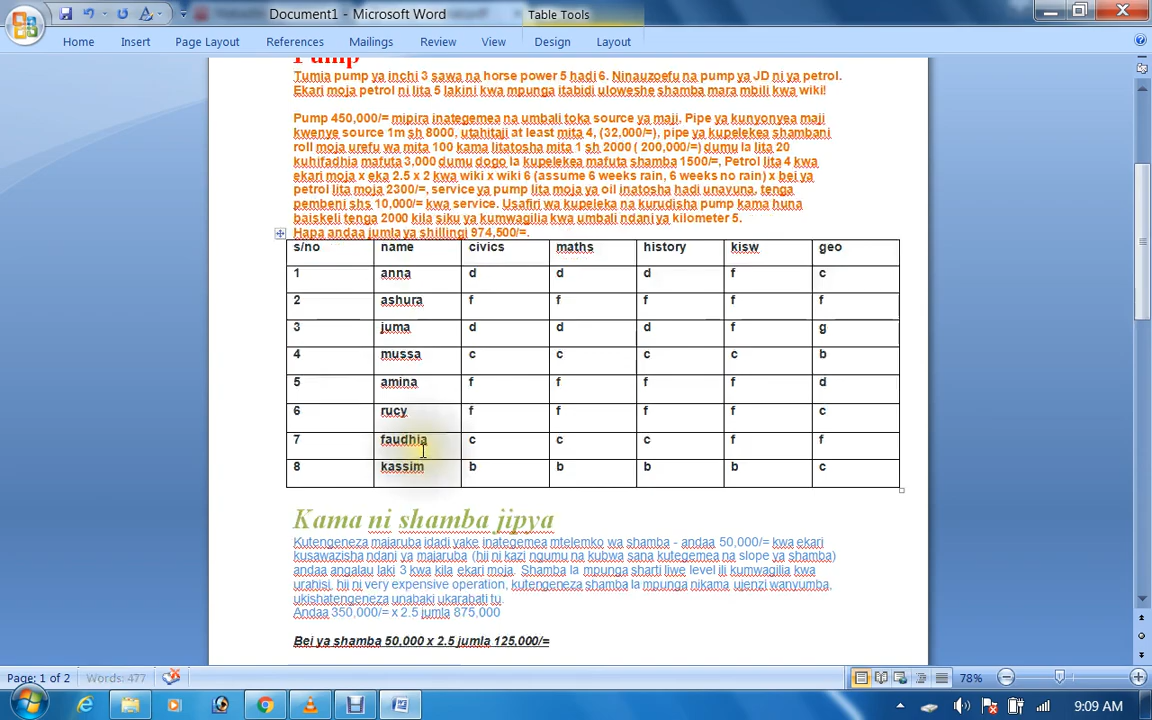 Document1 - Microsoft Word
Table Tools
Home Insert Page Layout References Mailings Review View Design Layout
Pump
Tumia pump ya inchi 3 sawa na horse power 5 hadi 6. Ninauzoefu na pump ya JD ni ya petrol.
Ekari moja petrol ni lita 5 lakini kwa mpunga itabidi uloweshe shamba mara mbili kwa wiki!
Pump 450,000/= mipira inategemea na umbali toka source ya maji. Pipe ya kunyonyea maji
kwenye source 1m sh 8000, utahitaji at least mita 4, (32,000/=), pipe ya kupelekea shambani
roll moja urefu wa mita 100 kama litatosha mita 1 sh 2000 ( 200,000/=) dumu la lita 20
kuhifadhia mafuta 3,000 dumu dogo la kupelekea mafuta shamba 1500/=, Petrol lita 4 kwa
ekari moja x eka 2.5 x 2 kwa wiki x wiki 6 (assume 6 weeks rain, 6 weeks no rain) x bei ya
petrol lita moja 2300/=, service ya pump lita moja ya oil inatosha hadi unavuna, tenga
pembeni shs 10,000/= kwa service. Usafiri wa kupeleka na kurudisha pump kama huna
baiskeli tenga 2000 kila siku ya kumwagilia kwa umbali ndani ya kilometer 5.
Hapa andaa jumla ya shillingi 974,500/=.
s/no name civics maths history kisw geo
1 anna d d d f c
2 ashura f f f f f
3 juma d d d f g
4 mussa c c c c b
5 amina f f f f d
6 rucy f f f f c
7 faudhia c c c f f
8 kassim b b b b c
Kama ni shamba jipya
Kutengeneza majaruba idadi yake inategemea mtelemko wa shamba - andaa 50,000/= kwa ekari
kusawazisha ndani ya majaruba (hii ni kazi ngumu na kubwa sana kutegemea na slope ya shamba)
andaa angalau laki 3 kwa kila ekari moja. Shamba la mpunga sharti liwe level ili kumwagilia kwa
urahisi, hii ni very expensive operation, kutengeneza shamba la mpunga nikama ujenzi wanyumba,
ukishatengeneza unabaki ukarabati tu.
Andaa 350,000/= x 2.5 jumla 875,000
Bei ya shamba 50,000 x 2.5 jumla 125,000/=
Page: 1 of 2 Words: 477 78%
9:09 AM